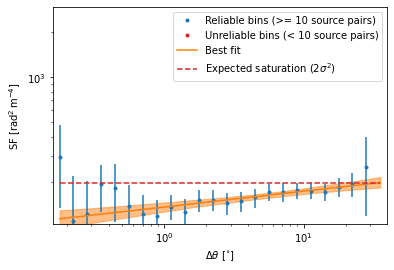 Reliable bins (>= 10 source pairs)
Unreliable bins (< 10 source pairs)
Best fit
Expected saturation (2σ²)
SF [rad² m⁻⁴]
10³
10⁰
10¹
Δθ [°]